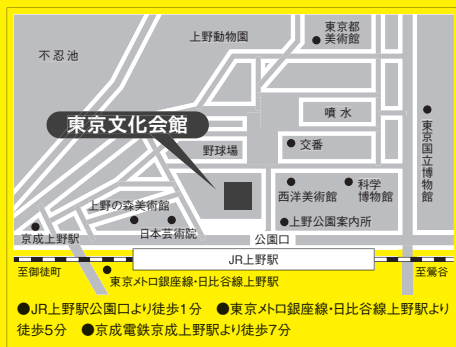 不忍池
上野動物園
東京都
美術館
噴水
東京文化会館
野球場
交番
東京国立博物館
西洋美術館
科学
博物館
上野の森美術館
日本芸術院
上野公園案内所
京成上野駅
公園口
JR上野駅
至御徒町
至鶯谷
東京メトロ銀座線・日比谷線上野駅
●JR上野駅公園口より徒歩1分 ●東京メトロ銀座線・日比谷線上野駅より
徒歩5分 ●京成電鉄京成上野駅より徒歩7分